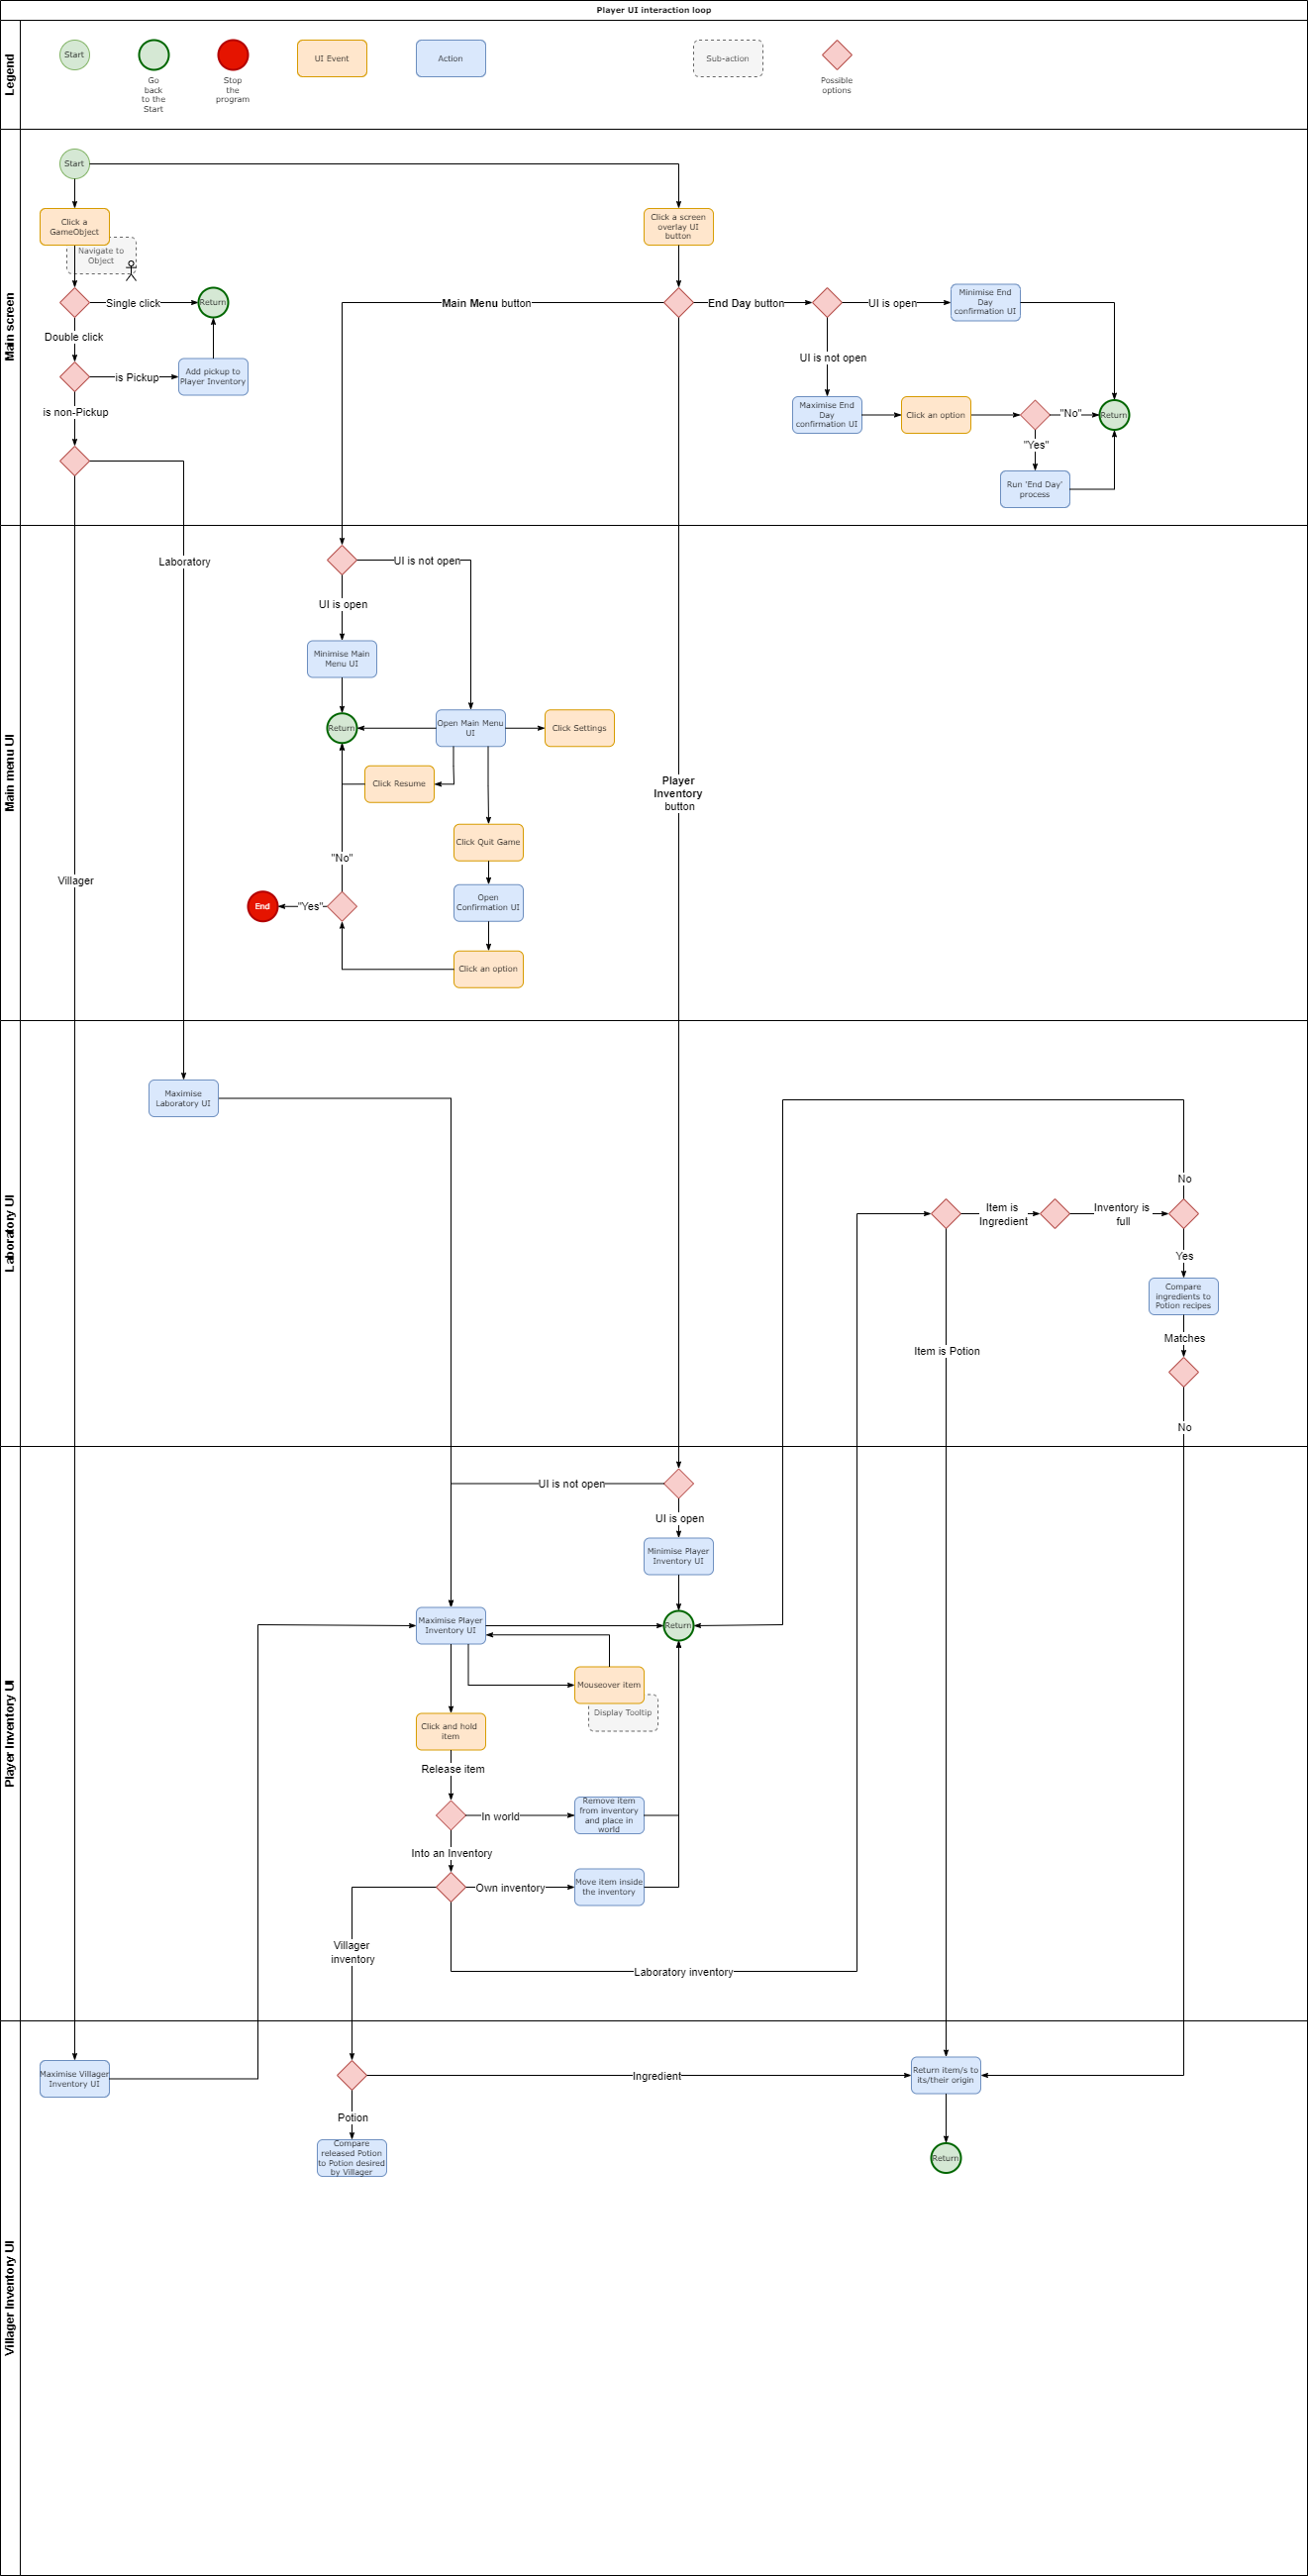 Player UI interaction loop
Legend
Start
Go
back
to the
Start
Stop
the
program
UI Event
Action
Sub-action
Possible
options
Main screen
Start
Click a
GameObject
Navigate to
Object
Click a screen
overlay UI
button
Single click
Return
Main Menu button
End Day button
UI is open
Minimise End
Day
confirmation UI
Double click
UI is not open
is Pickup
Add pickup to
Player Inventory
is non-Pickup
Maximise End
Day
confirmation UI
Click an option
"No"
Return
"Yes"
Run 'End Day'
process
Main menu UI
Laboratory
UI is not open
UI is open
Minimise Main
Menu UI
Return
Open Main Menu
UI
Click Settings
Click Resume
Player
Inventory
button
Click Quit Game
"No"
Villager
End
"Yes"
Open
Confirmation UI
Click an option
Laboratory UI
Maximise
Laboratory UI
No
Item is
Ingredient
Inventory is
full
Yes
Compare
ingredients to
Potion recipes
Matches
Item is Potion
No
Player Inventory UI
UI is not open
UI is open
Minimise Player
Inventory UI
Maximise Player
Inventory UI
Return
Mouseover item
Display Tooltip
Click and hold
item
Release item
In world
Remove item
from inventory
and place in
world
Into an Inventory
Own inventory
Move item inside
the inventory
Villager
inventory
Laboratory inventory
Villager Inventory UI
Maximise Villager
Inventory UI
Ingredient
Return item/s to
its/their origin
Potion
Compare
released Potion
to Potion desired
by Villager
Return